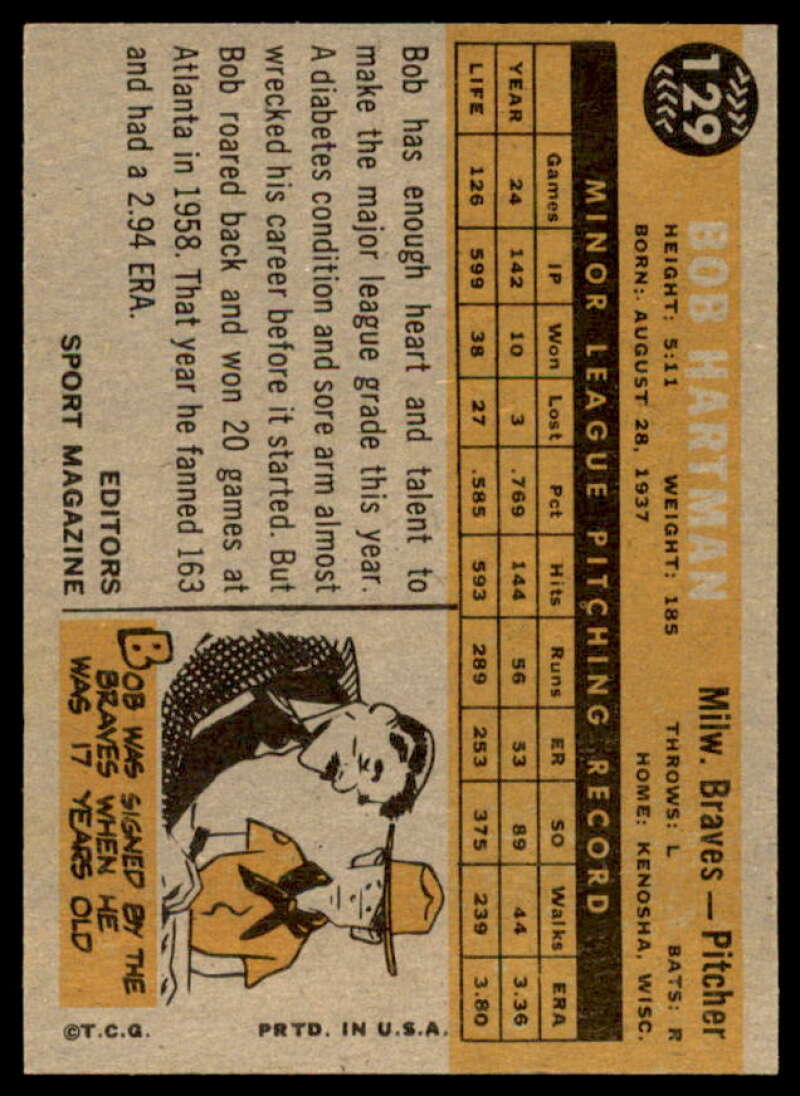 129
BOB HARTMAN Milw. Braves — Pitcher
HEIGHT: 5:11 WEIGHT: 185 THROWS: L BATS: R
BORN: AUGUST 28, 1937 HOME: KENOSHA, WISC.
MINOR LEAGUE PITCHING RECORD
Games IP Won Lost Pct Hits Runs ER SO Walks ERA
YEAR 24 142 10 3 .769 144 56 53 89 44 3.36
LIFE 126 599 38 27 .585 593 289 253 375 239 3.80
Bob has enough heart and talent to
make the major league grade this year.
A diabetes condition and sore arm almost
wrecked his career before it started. But
Bob roared back and won 20 games at
Atlanta in 1958. That year he fanned 163
and had a 2.94 ERA.
EDITORS
SPORT MAGAZINE
BOB WAS SIGNED BY THE
BRAVES WHEN HE
WAS 17 YEARS OLD
PRTD. IN U.S.A.
©T.C.G.